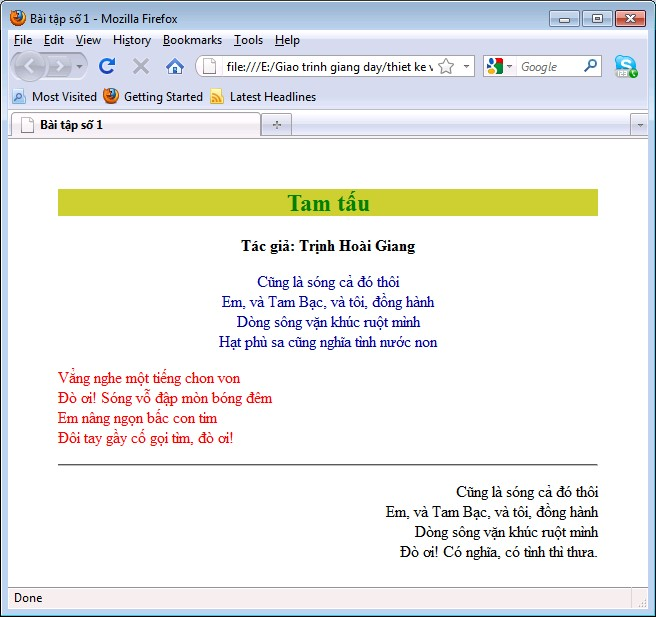 Bài tập số 1 - Mozilla Firefox
File Edit View History Bookmarks Tools Help
file:///E:/Giao trinh giang day/thiet ke v Google
Most Visited Getting Started Latest Headlines
Bài tập số 1
Tam tấu
Tác giả: Trịnh Hoài Giang
Cũng là sóng cả đó thôi
Em, và Tam Bạc, và tôi, đồng hành
Dòng sông vặn khúc ruột mình
Hạt phù sa cũng nghĩa tình nước non
Vẳng nghe một tiếng chon von
Đò ơi! Sóng vỗ đập mòn bóng đêm
Em nâng ngọn bấc con tim
Đôi tay gầy cố gọi tìm, đò ơi!
Cũng là sóng cả đó thôi
Em, và Tam Bạc, và tôi, đồng hành
Dòng sông vặn khúc ruột mình
Đò ơi! Có nghĩa, có tình thì thưa.
Done